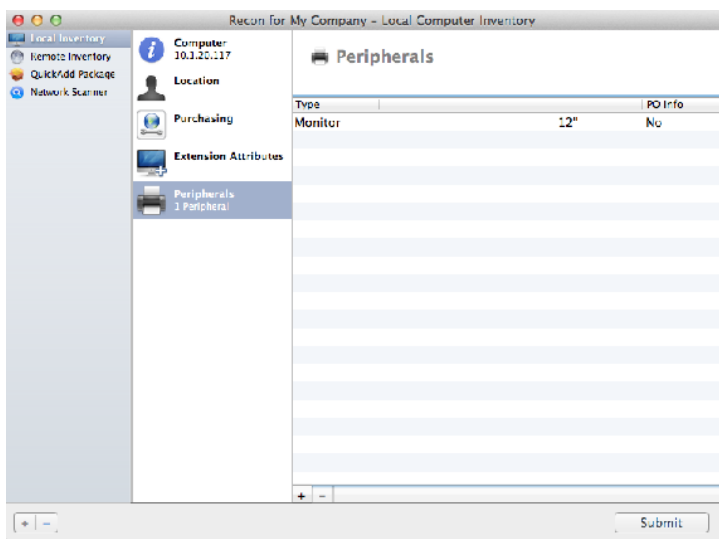 Recon for My Company - Local Computer Inventory
Local Inventory
Remote Inventory
QuickAdd Package
Network Scanner
Computer
10.1.20.117
Location
Purchasing
Extension Attributes
Peripherals
1 Peripheral
Peripherals
Type PO Info
Monitor 12" No
+ -
+ -
Submit